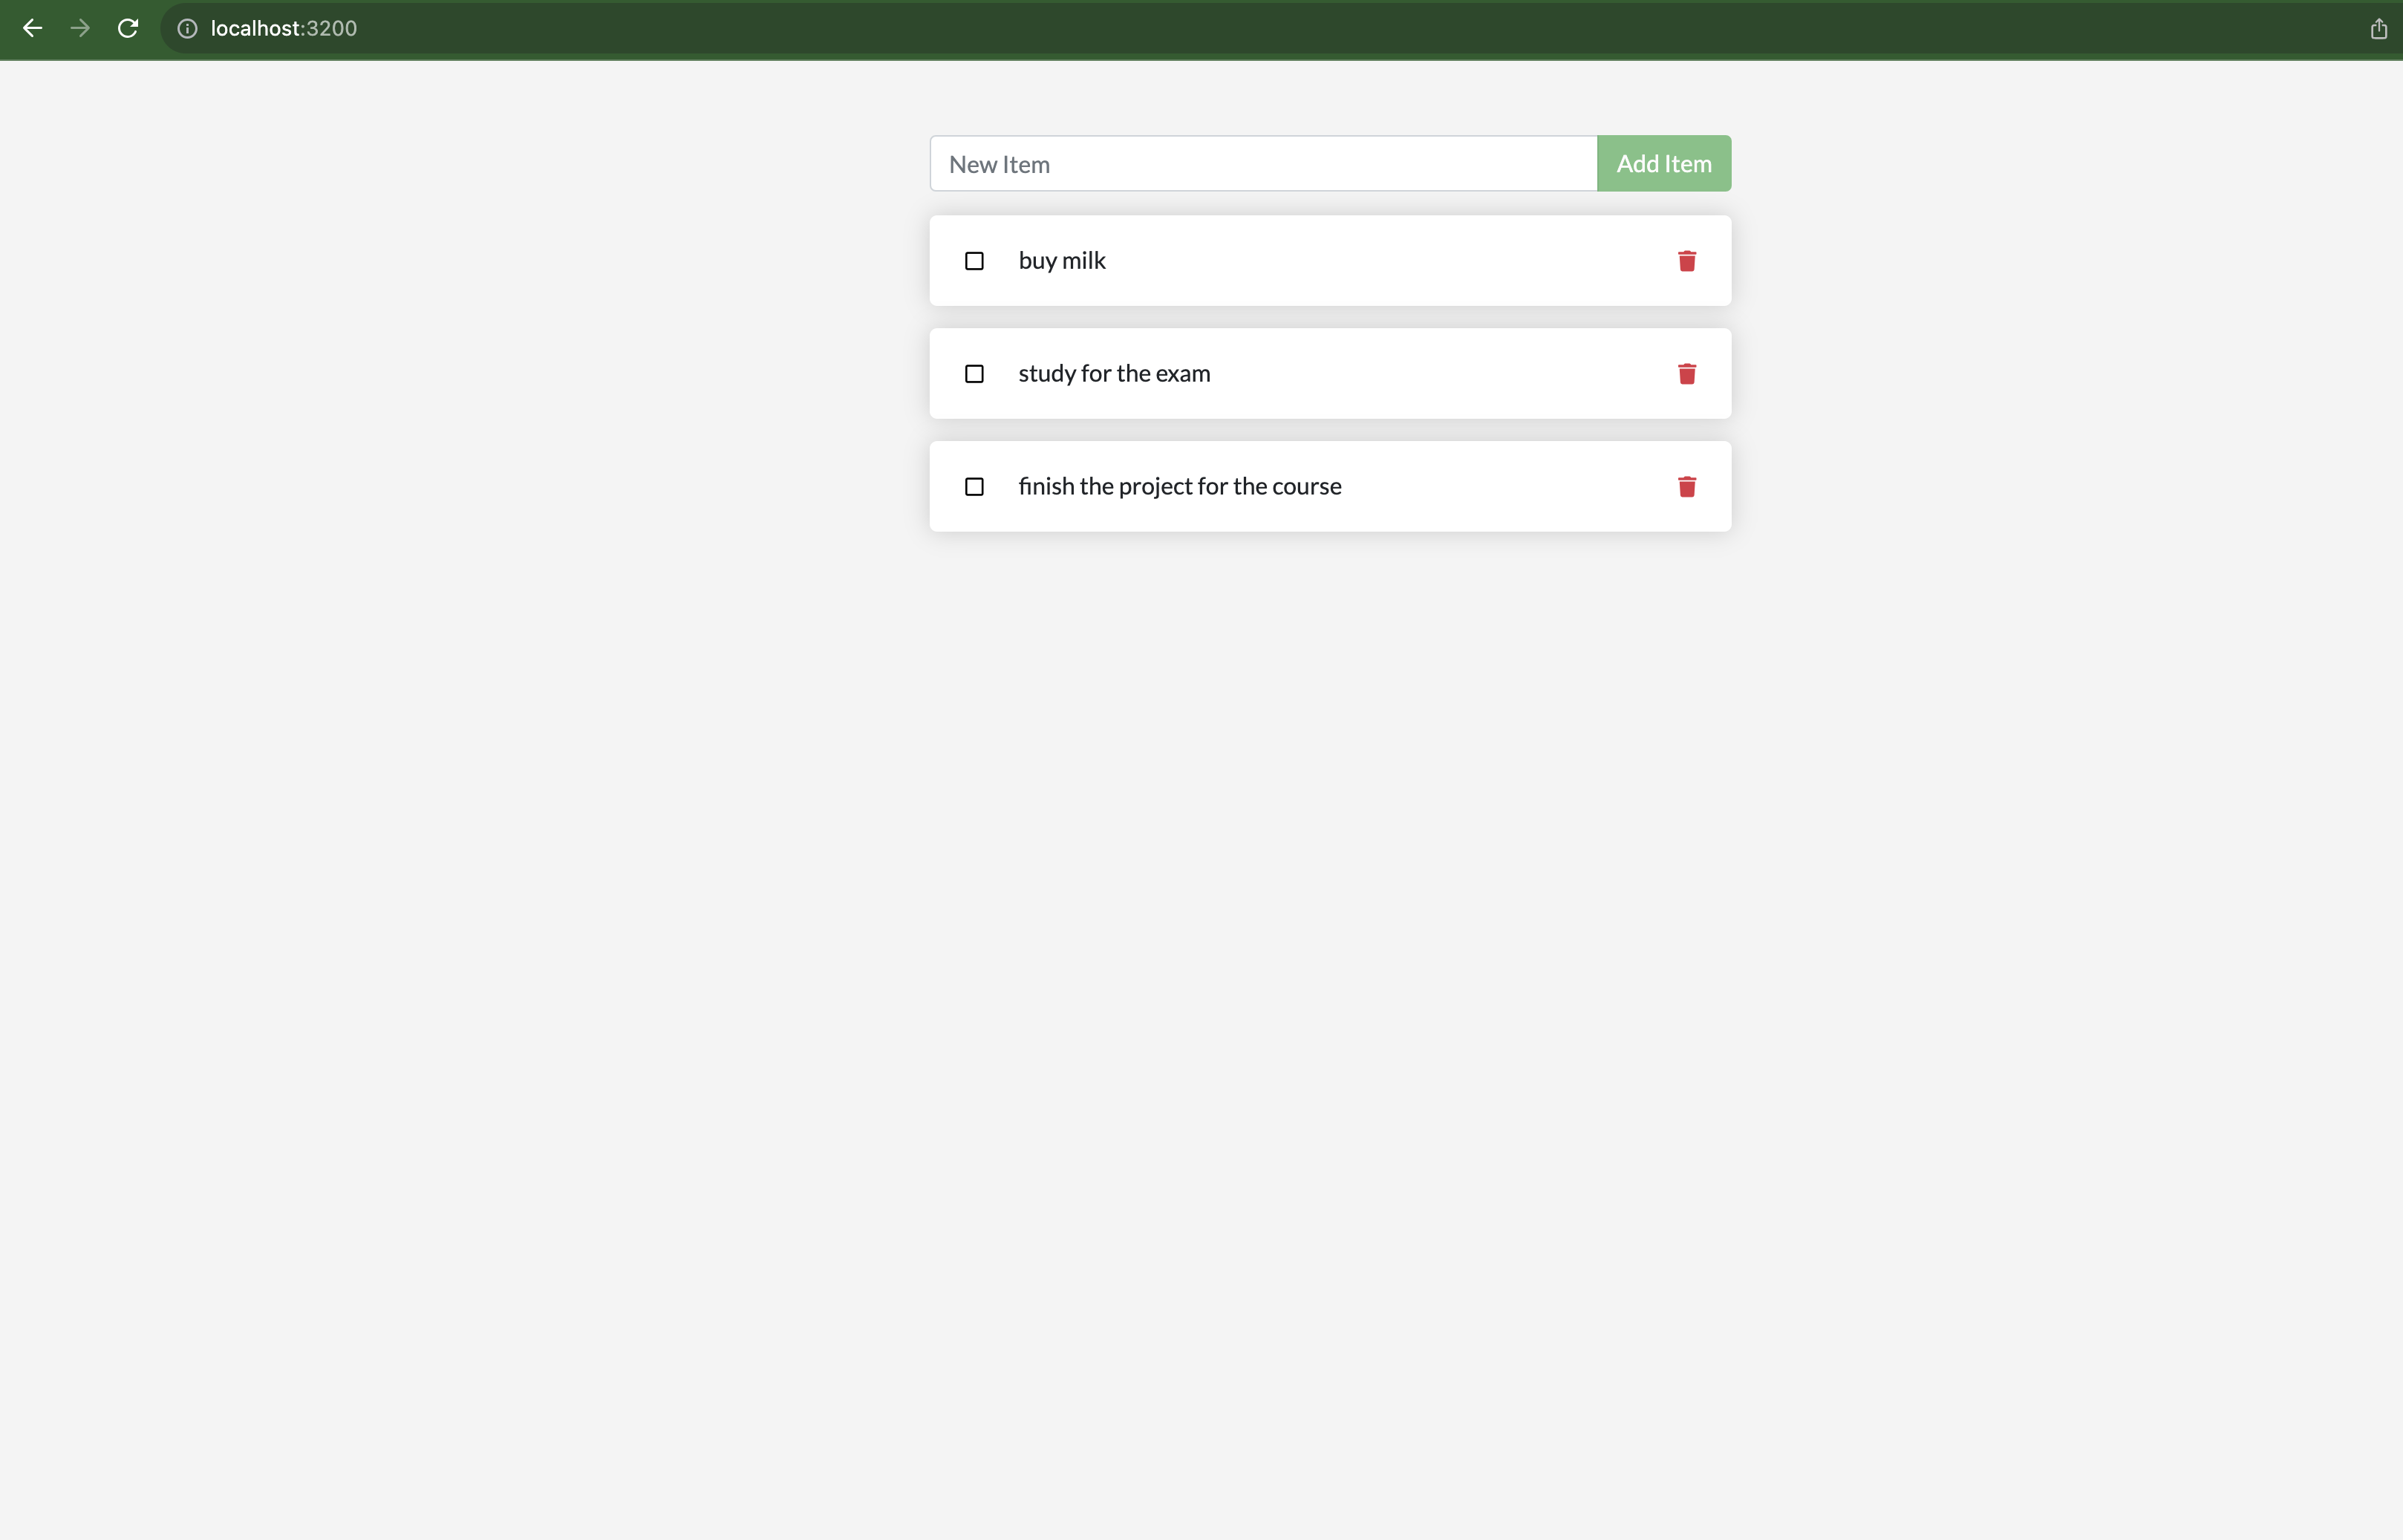 localhost:3200
New Item
Add Item
buy milk
study for the exam
finish the project for the course